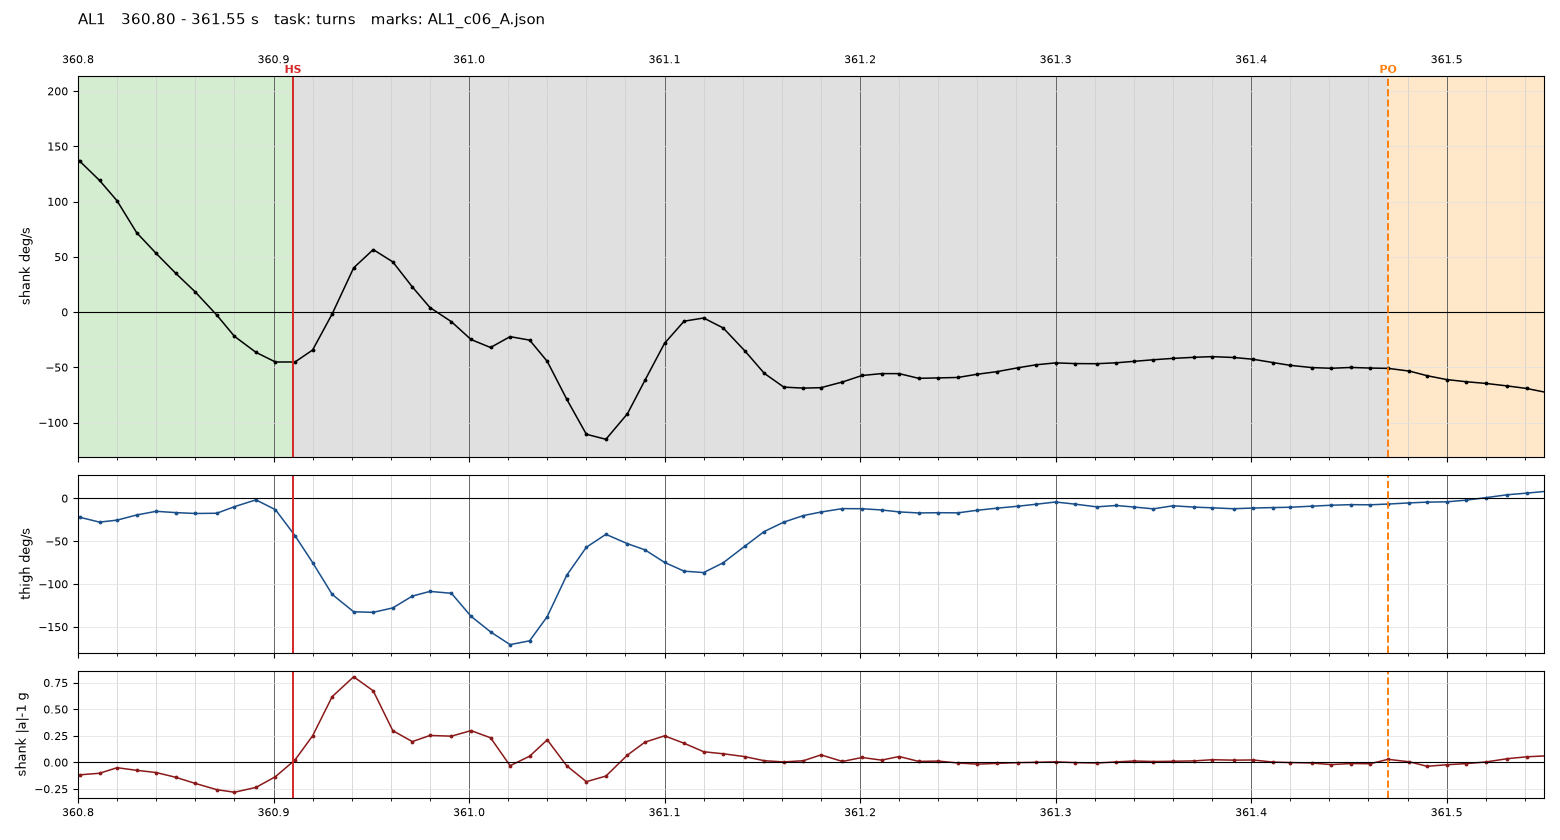 AL1   360.80 - 361.55 s   task: turns   marks: AL1_c06_A.json
360.8 360.9 361.0 361.1 361.2 361.3 361.4 361.5
HS PO
shank deg/s
200
150
100
50
0
−50
−100
thigh deg/s
0
−50
−100
−150
shank |a|-1 g
0.75
0.50
0.25
0.00
−0.25
360.8 360.9 361.0 361.1 361.2 361.3 361.4 361.5